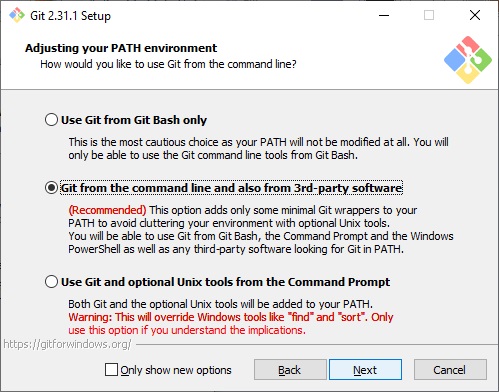 Git 2.31.1 Setup
Adjusting your PATH environment
How would you like to use Git from the command line?
Use Git from Git Bash only
This is the most cautious choice as your PATH will not be modified at all. You will
only be able to use the Git command line tools from Git Bash.
Git from the command line and also from 3rd-party software
(Recommended) This option adds only some minimal Git wrappers to your
PATH to avoid cluttering your environment with optional Unix tools.
You will be able to use Git from Git Bash, the Command Prompt and the Windows
PowerShell as well as any third-party software looking for Git in PATH.
Use Git and optional Unix tools from the Command Prompt
Both Git and the optional Unix tools will be added to your PATH.
Warning: This will override Windows tools like "find" and "sort". Only
use this option if you understand the implications.
https://gitforwindows.org/
Only show new options
Back
Next
Cancel